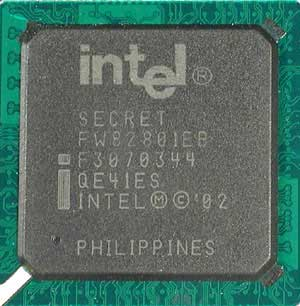 intel®
SECRET
FW82801EB
F3070344
QE41ES
INTEL Ⓜ © '02
PHILIPPINES